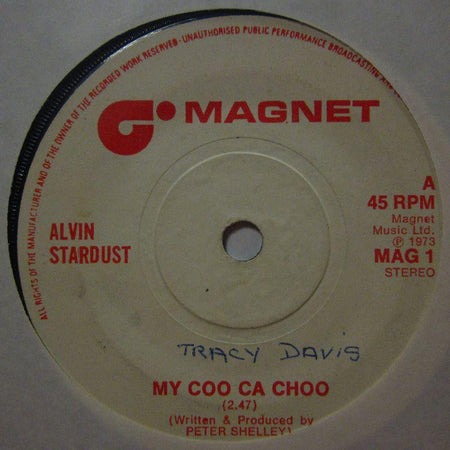 ALL RIGHTS OF THE MANUFACTURER AND OF THE OWNER OF THE RECORDED WORK RESERVED · UNAUTHORISED PUBLIC PERFORMANCE BROADCASTING AND
MAGNET
A
45 RPM
Magnet
Music Ltd.
℗ 1973
MAG 1
STEREO
ALVIN
STARDUST
TRACY DAVIS
MY COO CA CHOO
(2.47)
(Written & Produced by
PETER SHELLEY)